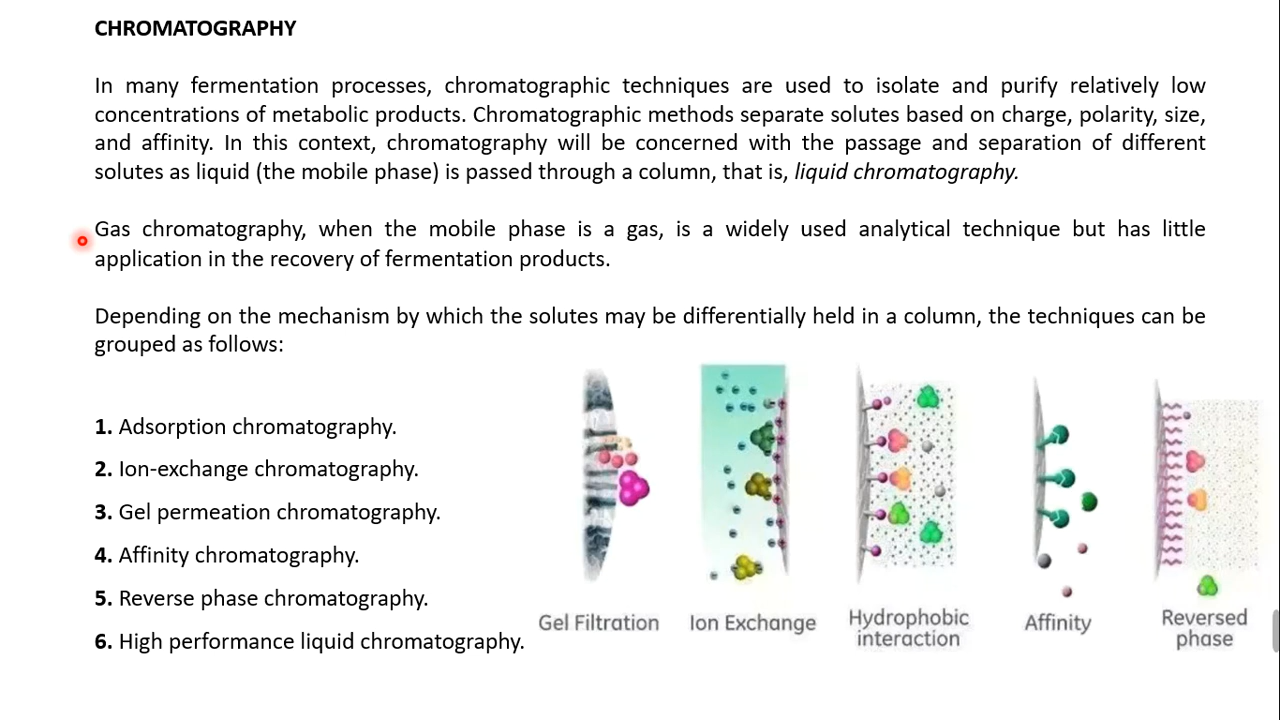 CHROMATOGRAPHY
In many fermentation processes, chromatographic techniques are used to isolate and purify relatively low
concentrations of metabolic products. Chromatographic methods separate solutes based on charge, polarity, size,
and affinity. In this context, chromatography will be concerned with the passage and separation of different
solutes as liquid (the mobile phase) is passed through a column, that is, liquid chromatography.
Gas chromatography, when the mobile phase is a gas, is a widely used analytical technique but has little
application in the recovery of fermentation products.
Depending on the mechanism by which the solutes may be differentially held in a column, the techniques can be
grouped as follows:
1. Adsorption chromatography.
2. Ion-exchange chromatography.
3. Gel permeation chromatography.
4. Affinity chromatography.
5. Reverse phase chromatography.
6. High performance liquid chromatography.
Gel Filtration
Ion Exchange
Hydrophobic
interaction
Affinity
Reversed
phase